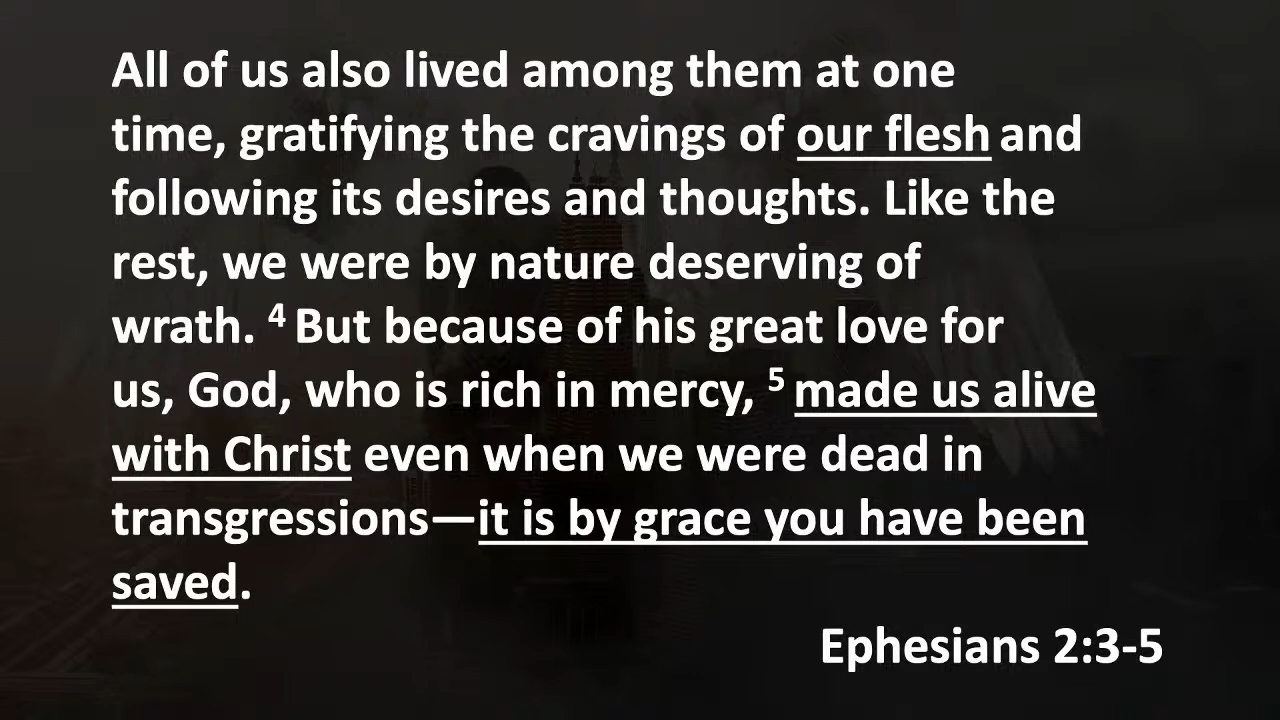 All of us also lived among them at one
time, gratifying the cravings of our flesh and
following its desires and thoughts. Like the
rest, we were by nature deserving of
wrath. 4 But because of his great love for
us, God, who is rich in mercy, 5 made us alive
with Christ even when we were dead in
transgressions—it is by grace you have been
saved.
Ephesians 2:3-5